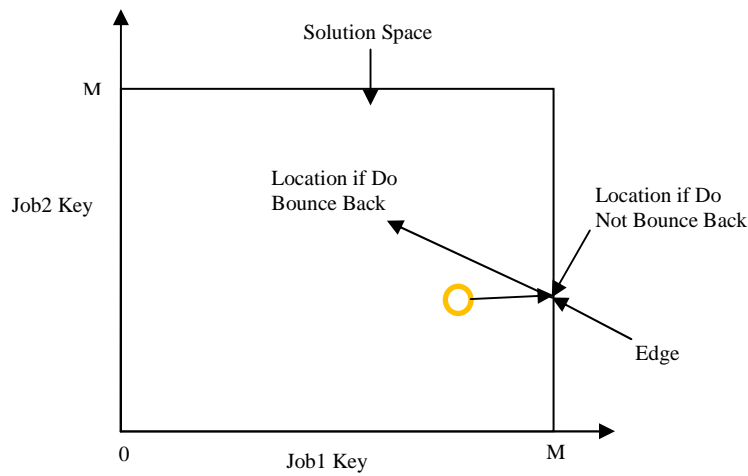 Solution Space
M
Location if Do
Bounce Back
Location if Do
Not Bounce Back
Job2 Key
Edge
0
Job1 Key
M